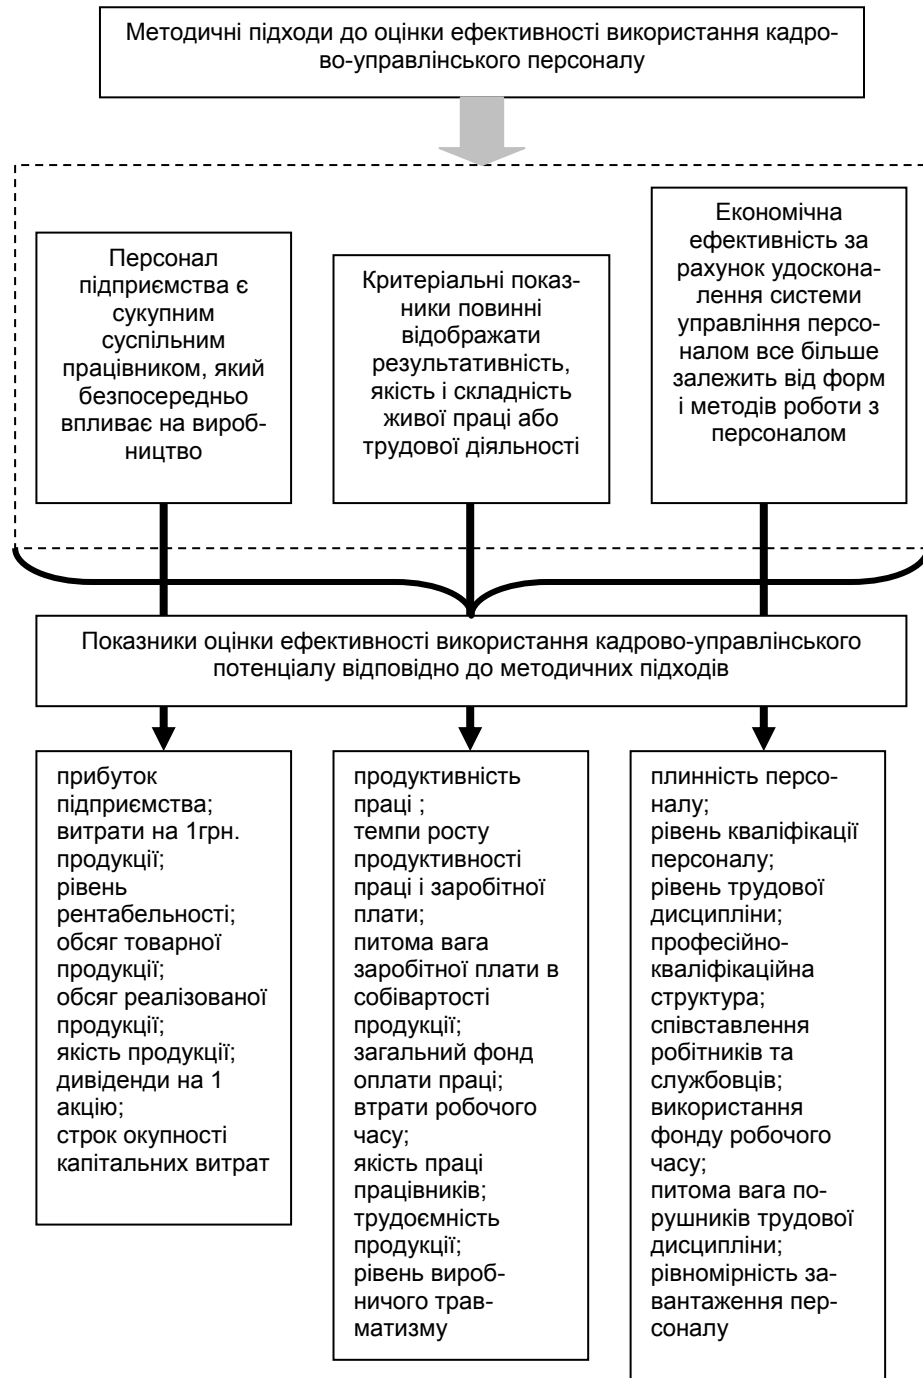 Методичні підходи до оцінки ефективності використання кадро-
во-управлінського персоналу
Персонал
підприємства є
сукупним
суспільним
працівником, який
безпосередньо
впливає на вироб-
ництво
Критеріальні показ-
ники повинні
відображати
результативність,
якість і складність
живої праці або
трудової діяльності
Економічна
ефективність за
рахунок удоскона-
лення системи
управління персо-
налом все більше
залежить від форм
і методів роботи з
персоналом
Показники оцінки ефективності використання кадрово-управлінського
потенціалу відповідно до методичних підходів
прибуток
підприємства;
витрати на 1грн.
продукції;
рівень
рентабельності;
обсяг товарної
продукції;
обсяг реалізованої
продукції;
якість продукції;
дивіденди на 1
акцію;
строк окупності
капітальних витрат
продуктивність
праці ;
темпи росту
продуктивності
праці і заробітної
плати;
питома вага
заробітної плати в
собівартості
продукції;
загальний фонд
оплати праці;
втрати робочого
часу;
якість праці
працівників;
трудоємність
продукції;
рівень вироб-
ничого трав-
матизму
плинність персо-
налу;
рівень кваліфікації
персоналу;
рівень трудової
дисципліни;
професійно-
кваліфікаційна
структура;
співставлення
робітників та
службовців;
використання
фонду робочого
часу;
питома вага по-
рушників трудової
дисципліни;
рівномірність за-
вантаження пер-
соналу